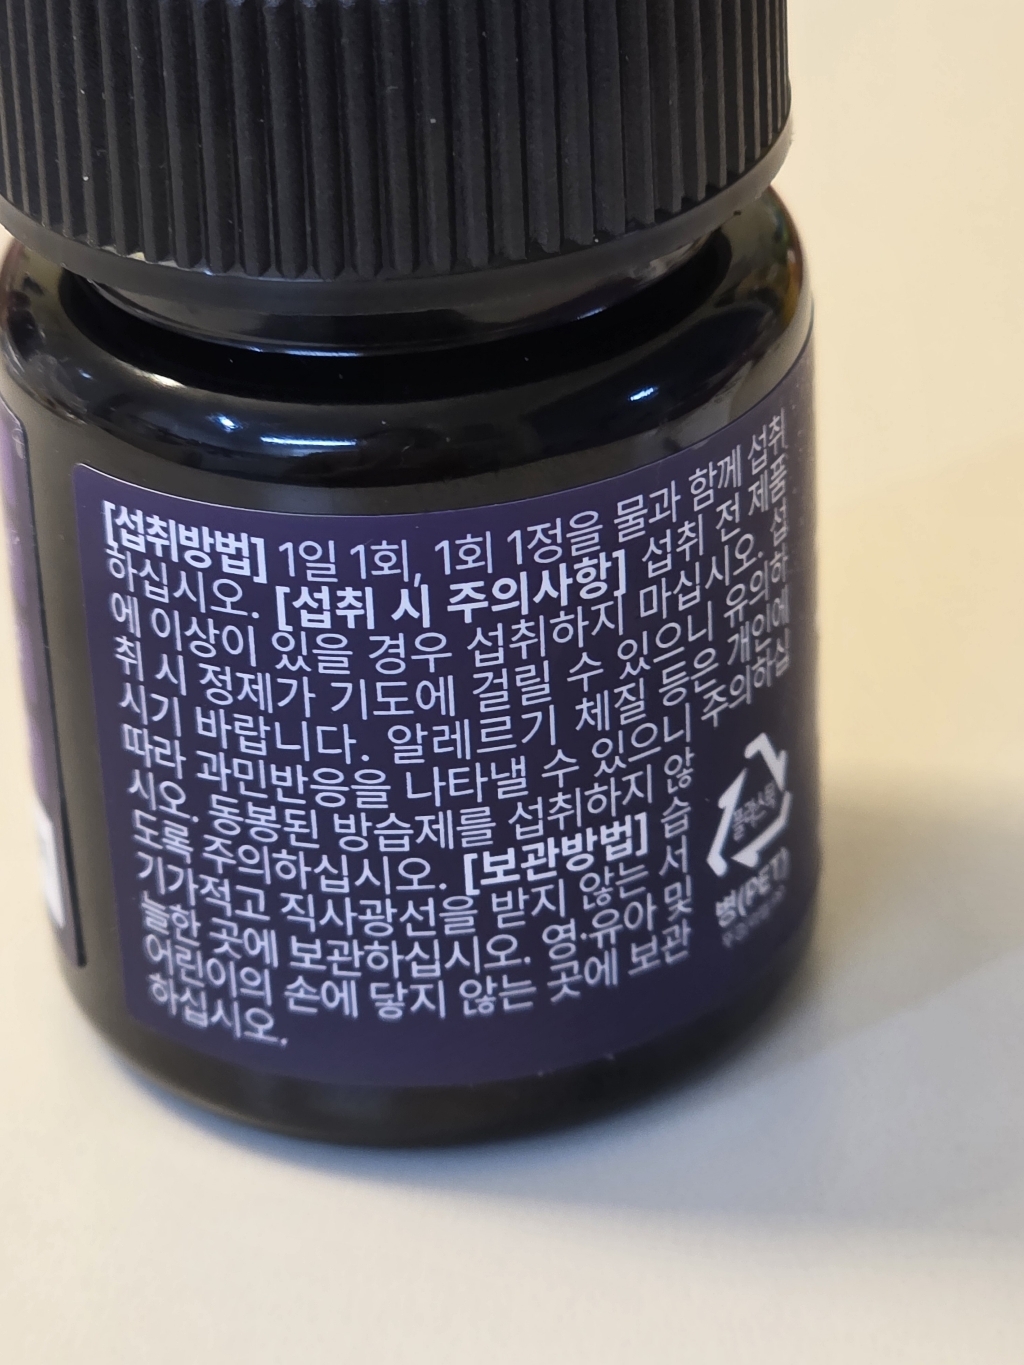 [섭취방법] 1일 1회, 1회 1정을 물과 함께 섭취
하십시오. [섭취 시 주의사항] 섭취 전 제품
에 이상이 있을 경우 섭취하지 마십시오. 섭
취 시 정제가 기도에 걸릴 수 있으니 유의하
시기 바랍니다. 알레르기 체질 등은 개인에
따라 과민반응을 나타낼 수 있으니 주의하십
시오. 동봉된 방습제를 섭취하지 않
도록 주의하십시오. [보관방법] 습
기가적고 직사광선을 받지 않는 서
늘한 곳에 보관하십시오. 영·유아 및
어린이의 손에 닿지 않는 곳에 보관
하십시오.
플라스틱
병(PET)